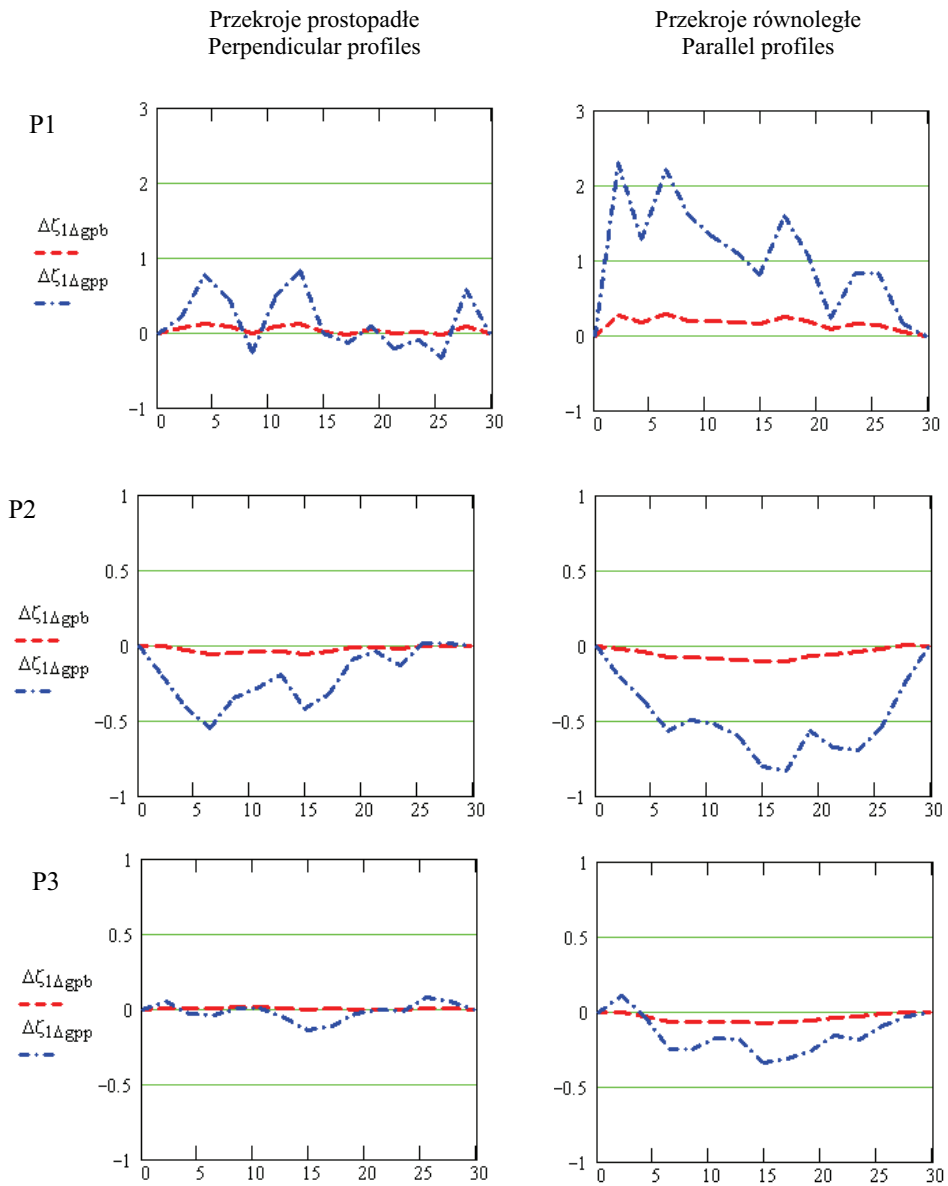 Przekroje prostopadłe
Perpendicular profiles
Przekroje równoległe
Parallel profiles
P1
Δζ1Δgpb
Δζ1Δgpp
3
2
1
0
−1
0 5 10 15 20 25 30
3
2
1
0
−1
0 5 10 15 20 25 30
P2
Δζ1Δgpb
Δζ1Δgpp
1
0.5
0
−0.5
−1
0 5 10 15 20 25 30
1
0.5
0
−0.5
−1
0 5 10 15 20 25 30
P3
Δζ1Δgpb
Δζ1Δgpp
1
0.5
0
−0.5
−1
0 5 10 15 20 25 30
1
0.5
0
−0.5
−1
0 5 10 15 20 25 30